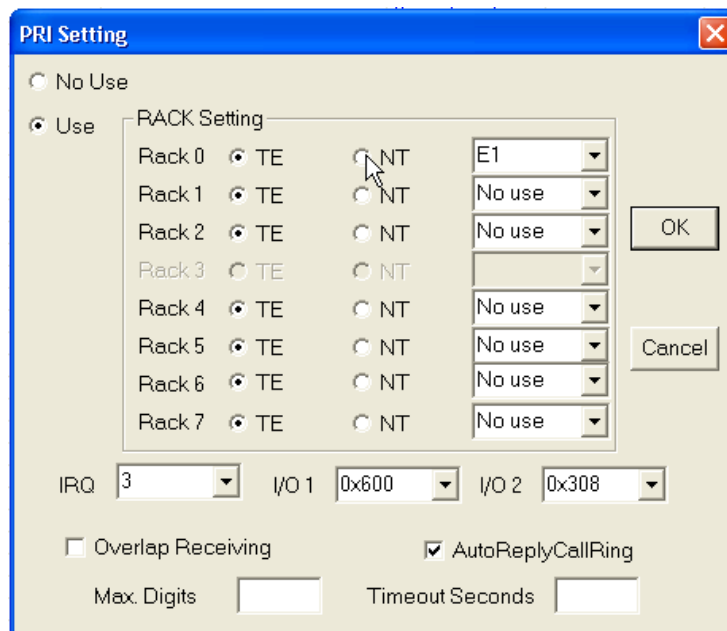 PRI Setting
No Use
Use
RACK Setting
Rack 0 TE NT E1
Rack 1 TE NT No use
Rack 2 TE NT No use
OK
Rack 3 TE NT
Rack 4 TE NT No use
Rack 5 TE NT No use
Cancel
Rack 6 TE NT No use
Rack 7 TE NT No use
IRQ 3 I/O 1 0x600 I/O 2 0x308
Overlap Receiving AutoReplyCallRing
Max. Digits Timeout Seconds